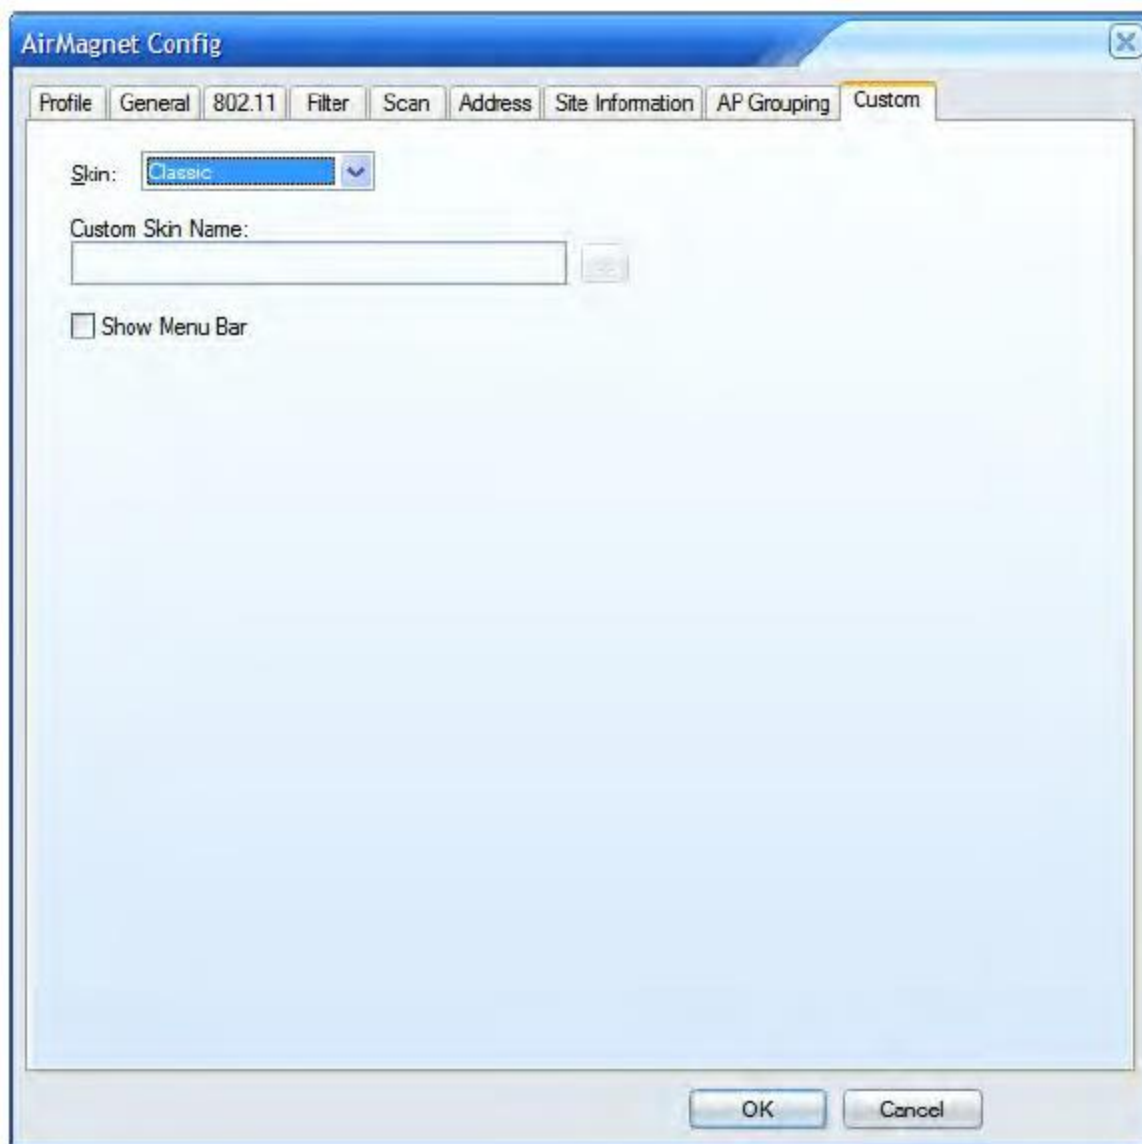 AirMagnet Config
Profile General 802.11 Filter Scan Address Site Information AP Grouping Custom
Skin: Classic
Custom Skin Name:
Show Menu Bar
OK Cancel